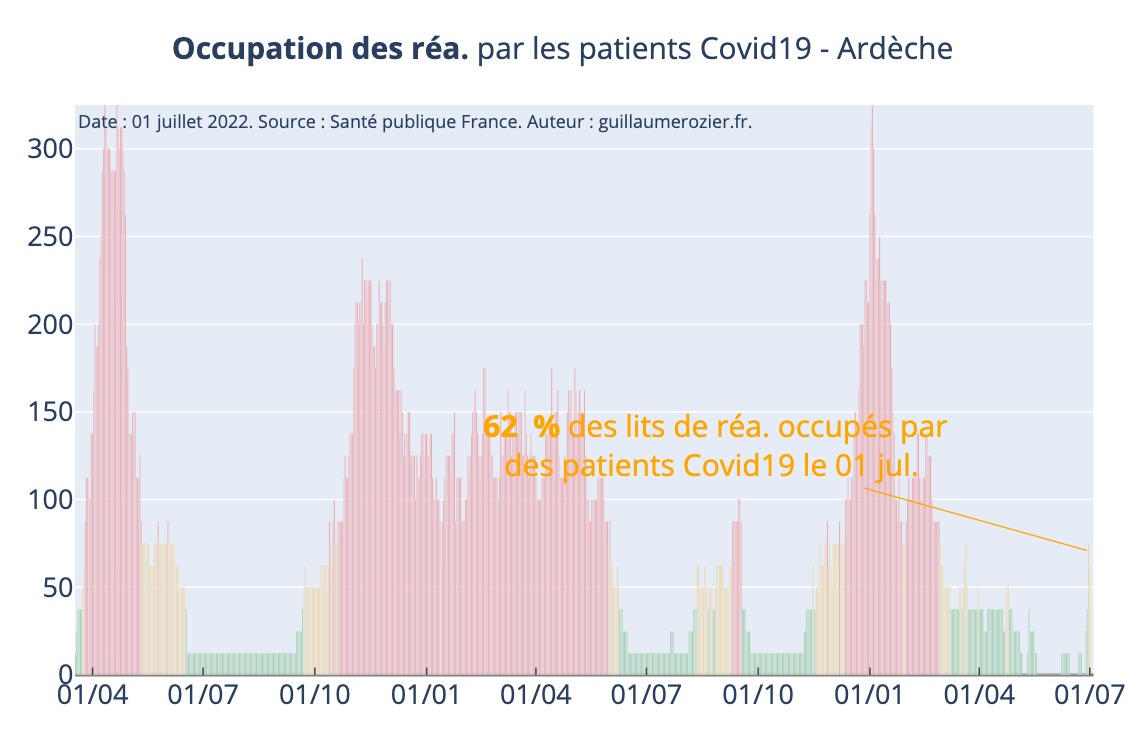 Occupation des réa. par les patients Covid19 - Ardèche
Date : 01 juillet 2022. Source : Santé publique France. Auteur : guillaumerozier.fr.
300
250
200
150
100
50
0
62 % des lits de réa. occupés par
des patients Covid19 le 01 jul.
01/04 01/07 01/10 01/01 01/04 01/07 01/10 01/01 01/04 01/07